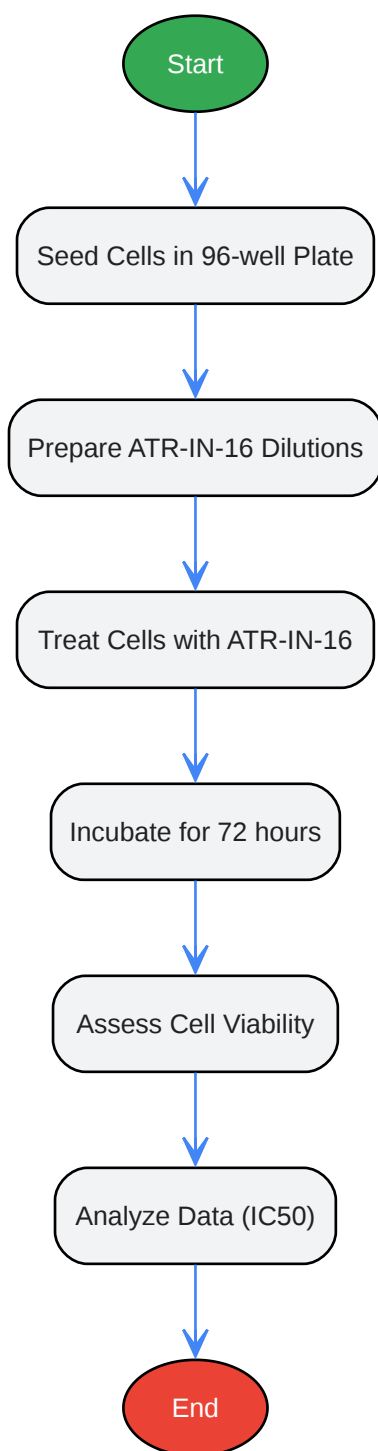 Start
Seed Cells in 96-well Plate
Prepare ATR-IN-16 Dilutions
Treat Cells with ATR-IN-16
Incubate for 72 hours
Assess Cell Viability
Analyze Data (IC50)
End